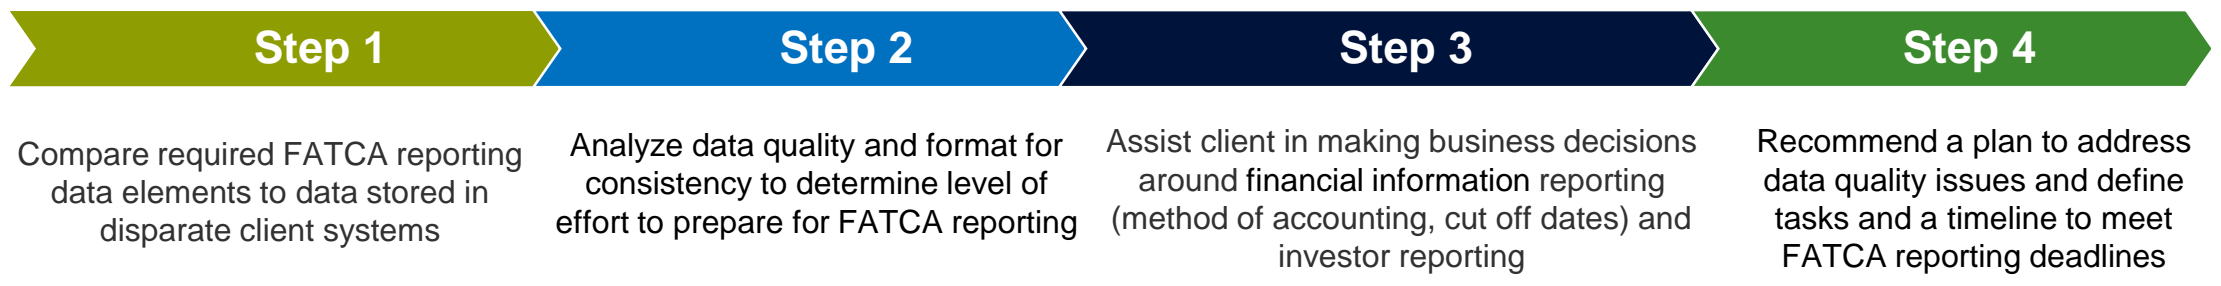 Step 1
Step 2
Step 3
Step 4
Compare required FATCA reporting
data elements to data stored in
disparate client systems
Analyze data quality and format for
consistency to determine level of
effort to prepare for FATCA reporting
Assist client in making business decisions
around financial information reporting
(method of accounting, cut off dates) and
investor reporting
Recommend a plan to address
data quality issues and define
tasks and a timeline to meet
FATCA reporting deadlines